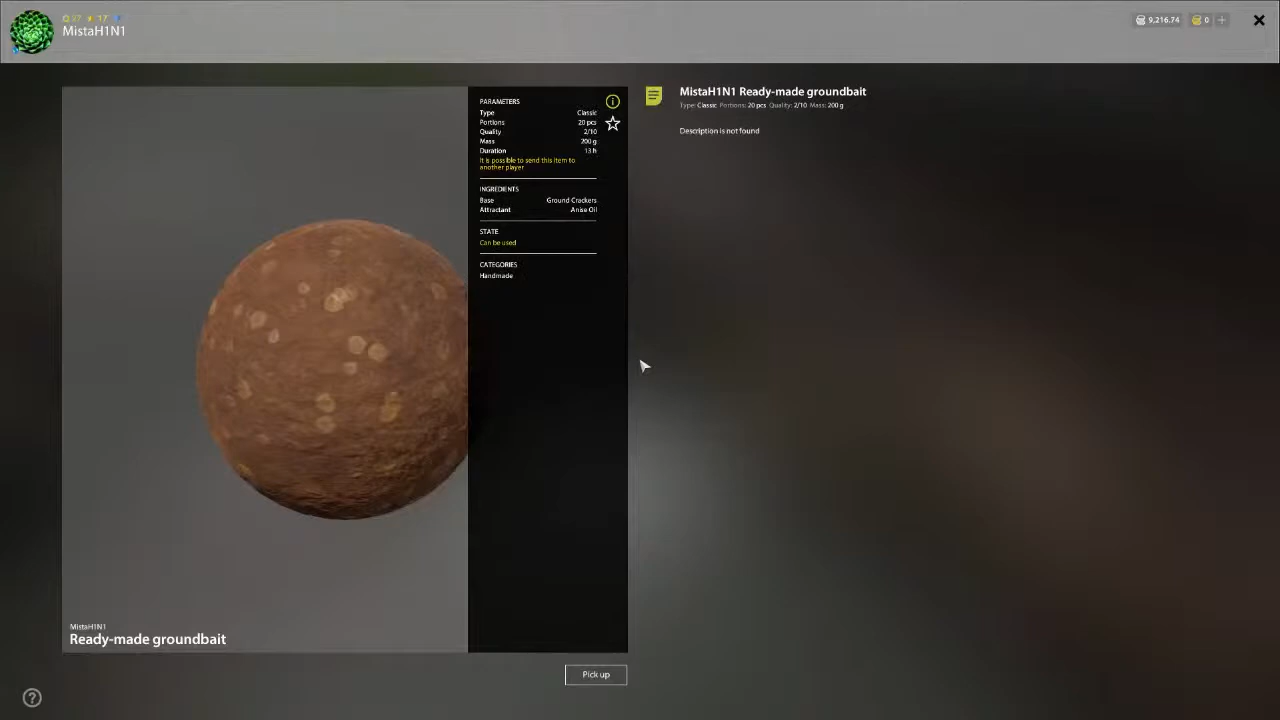 Q 37 17
MistaH1N1
9,216.74 0
PARAMETERS
Type Classic
Portions 20 pcs
Quality 2/10
Mass 200 g
Duration 13 h
It is possible to send this item to
another player
INGREDIENTS
Base Ground Crackers
Attractant Anise Oil
STATE
Can be used
CATEGORIES
Handmade
MistaH1N1
Ready-made groundbait
MistaH1N1 Ready-made groundbait
Type: Classic Portions: 20 pcs Quality: 2/10 Mass: 200 g
Description is not found
Pick up